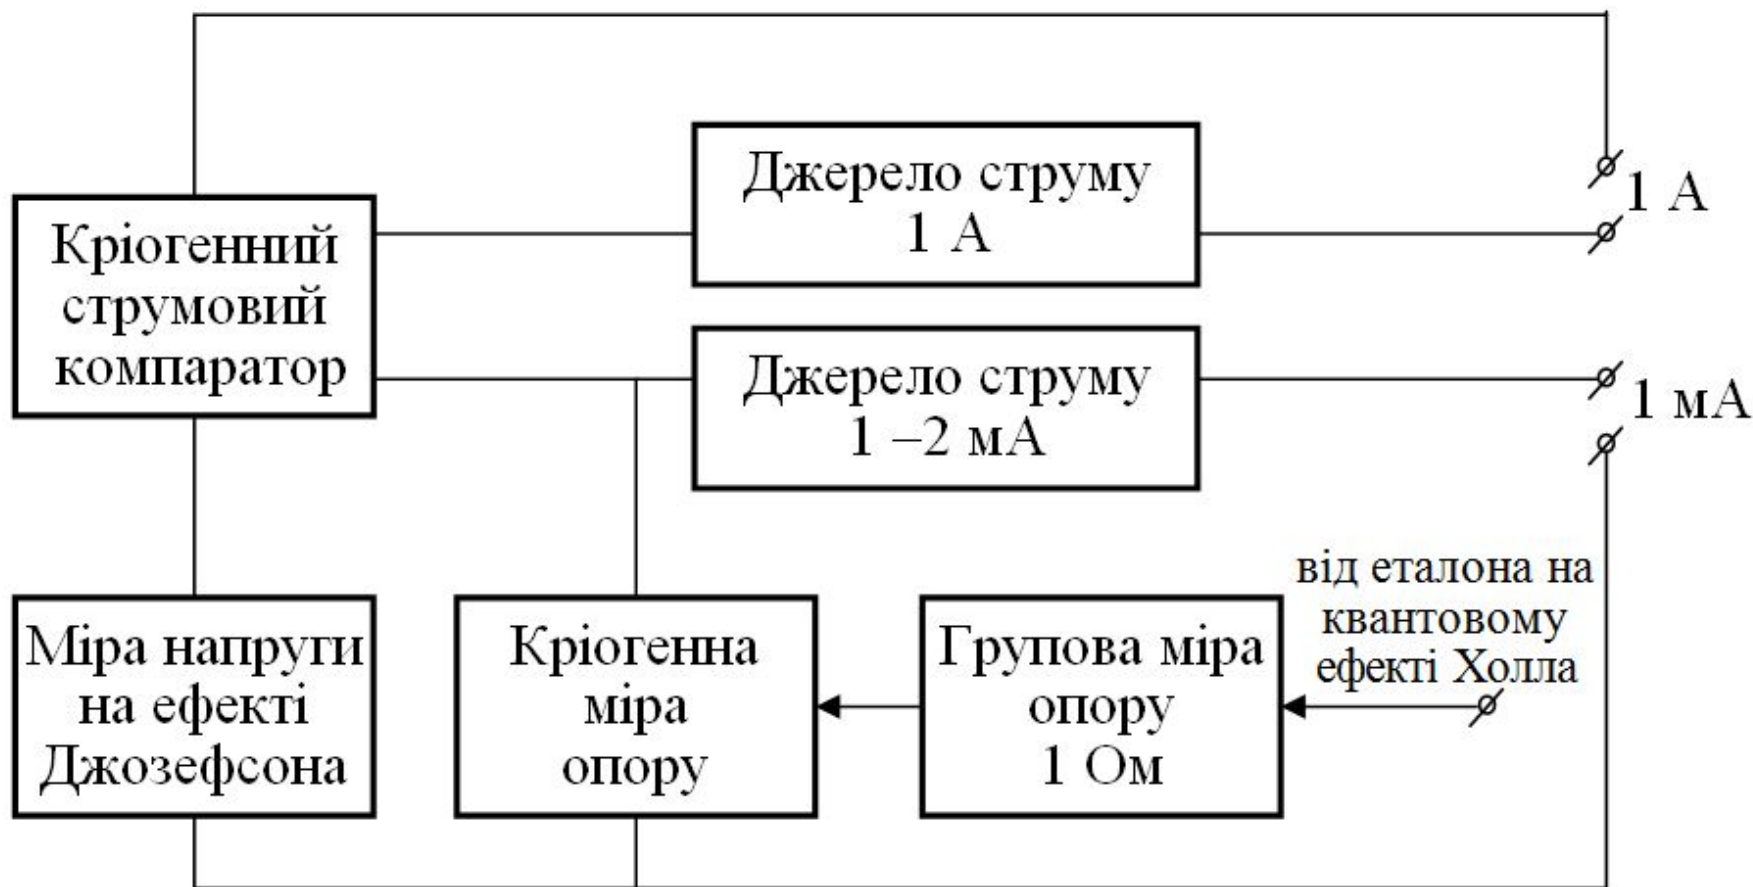 Джерело струму
1 А
1 А
Кріогенний
струмовий
компаратор
Джерело струму
1 –2 мА
1 мА
від еталона на
квантовому
ефекті Холла
Міра напруги
на ефекті
Джозефсона
Кріогенна
міра
опору
Групова міра
опору
1 Ом